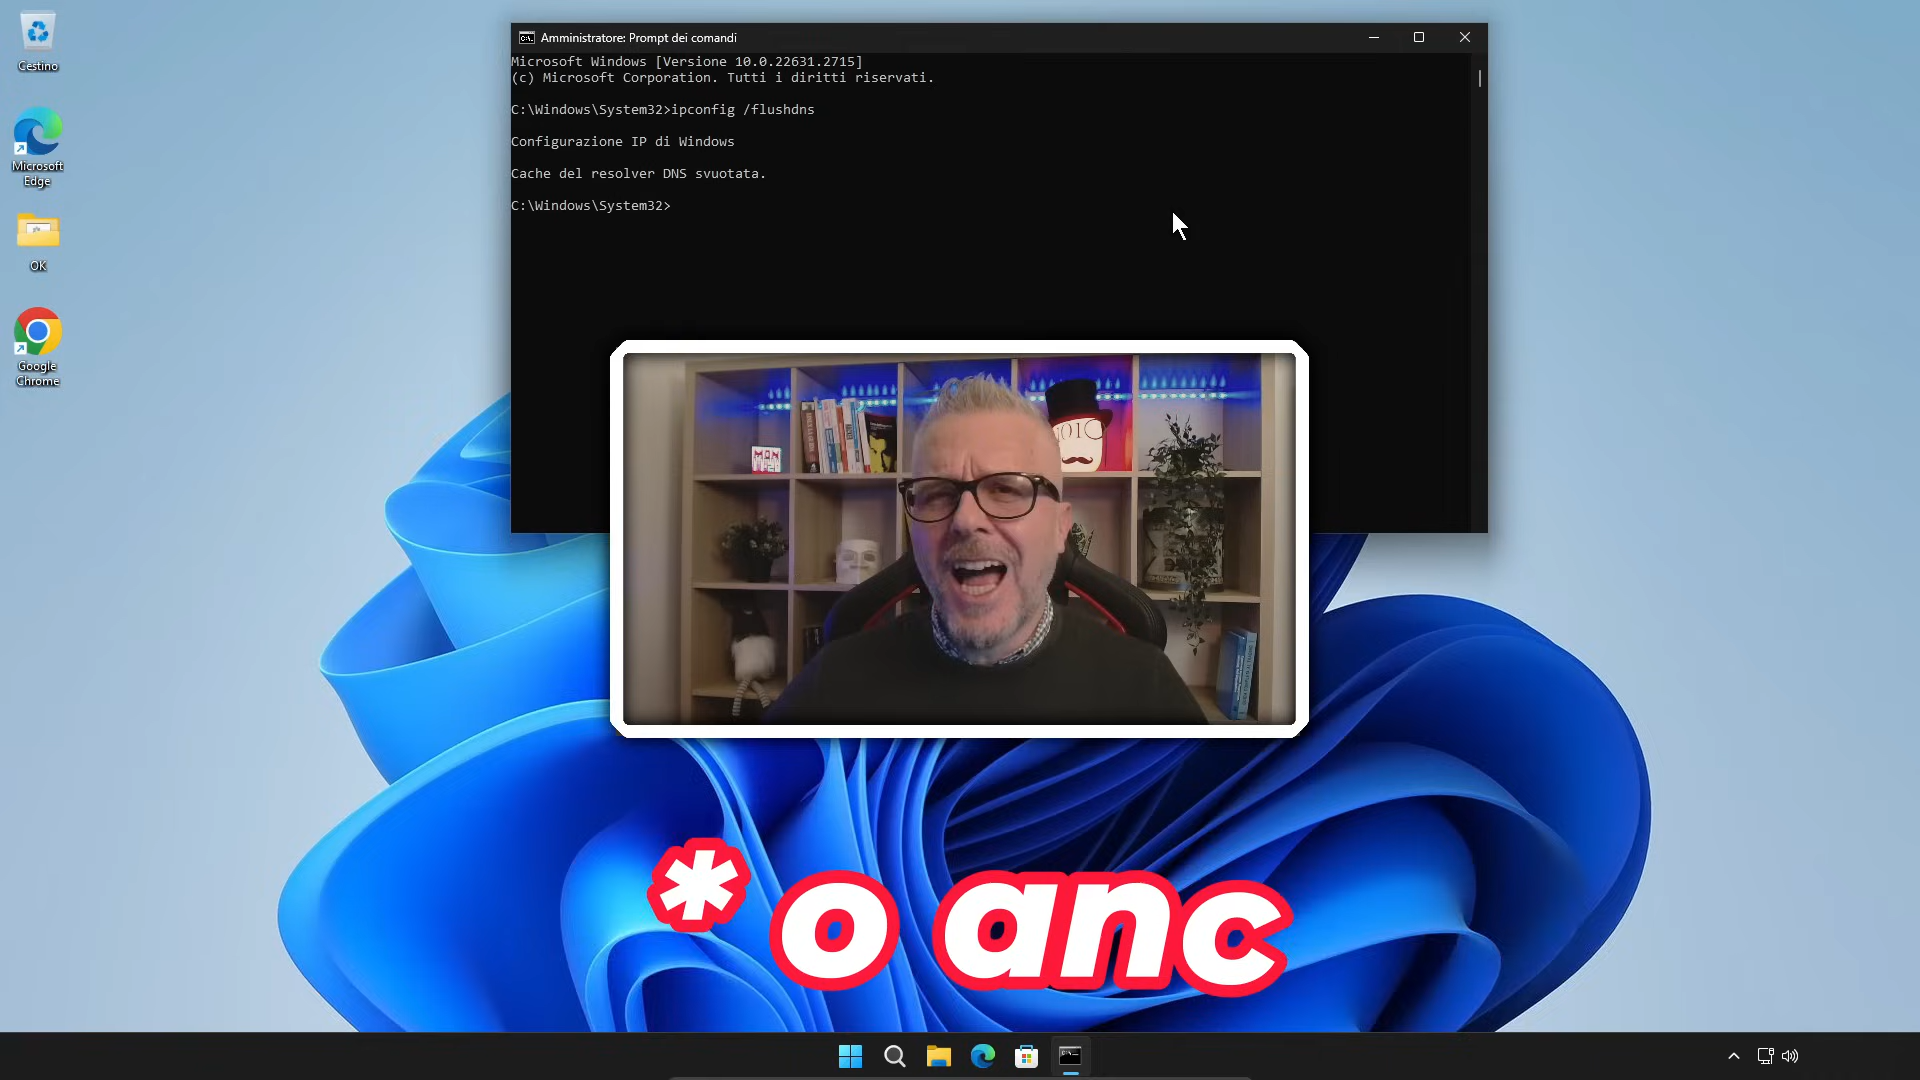 Cestino
Microsoft
Edge
OK
Google
Chrome
Amministratore: Prompt dei comandi
Microsoft Windows [Versione 10.0.22631.2715]
(c) Microsoft Corporation. Tutti i diritti riservati.
C:\Windows\System32>ipconfig /flushdns
Configurazione IP di Windows
Cache del resolver DNS svuotata.
C:\Windows\System32>
*o anc